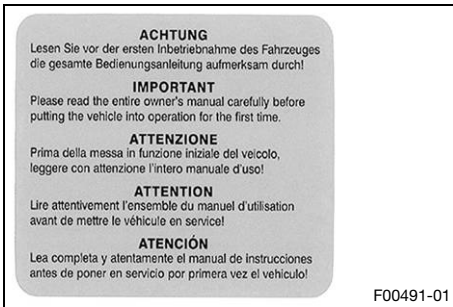 ACHTUNG
Lesen Sie vor der ersten Inbetriebnahme des Fahrzeuges
die gesamte Bedienungsanleitung aufmerksam durch!
IMPORTANT
Please read the entire owner's manual carefully before
putting the vehicle into operation for the first time.
ATTENZIONE
Prima della messa in funzione iniziale del veicolo,
leggere con attenzione l'intero manuale d'uso!
ATTENTION
Lire attentivement l'ensemble du manuel d'utilisation
avant de mettre le véhicule en service!
ATENCIÓN
Lea completa y atentamente el manual de instrucciones
antes de poner en servicio por primera vez el vehiculo!
F00491-01